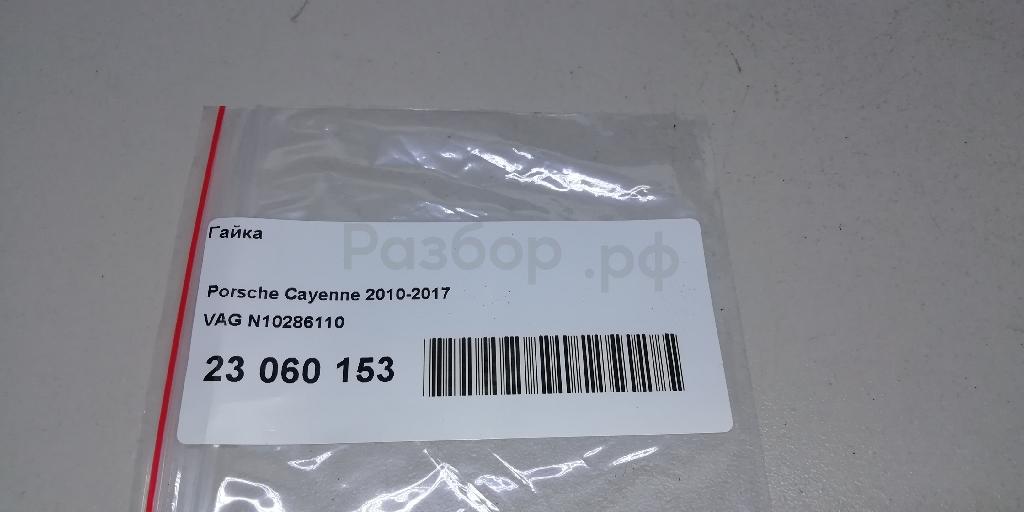 Гайка
Разбор.рф
Porsche Cayenne 2010-2017
VAG N10286110
23 060 153